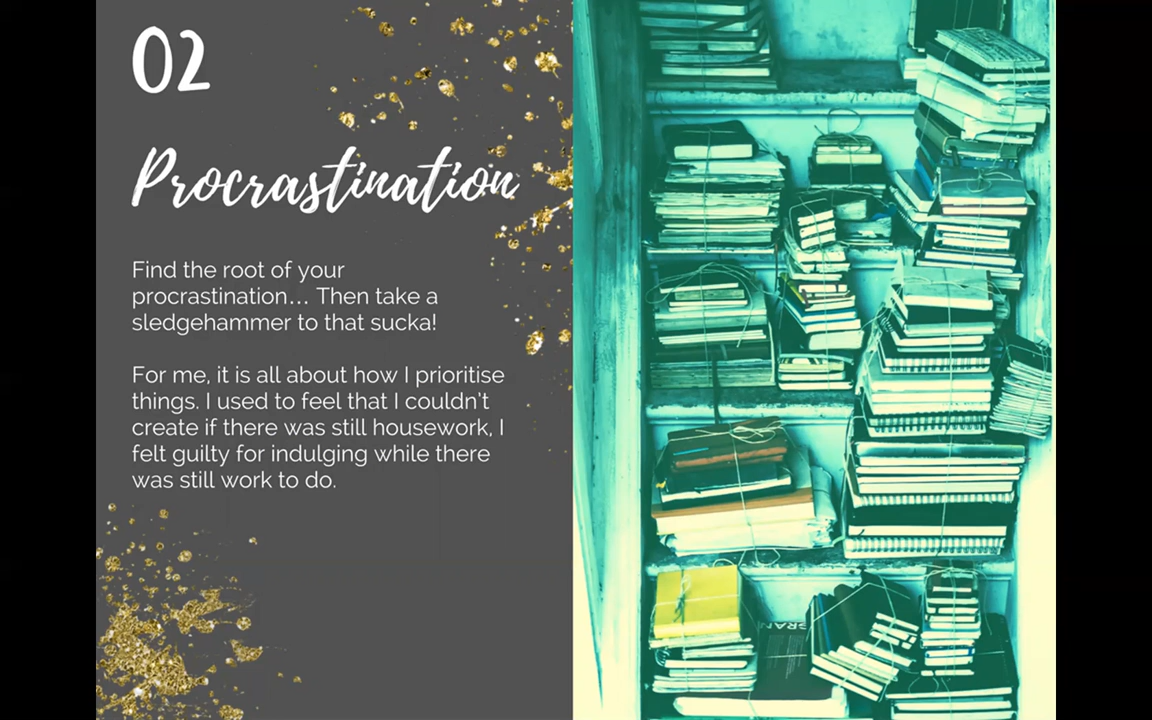 02
Procrastination
Find the root of your
procrastination... Then take a
sledgehammer to that sucka!
For me, it is all about how I prioritise
things. I used to feel that I couldn't
create if there was still housework, I
felt guilty for indulging while there
was still work to do.